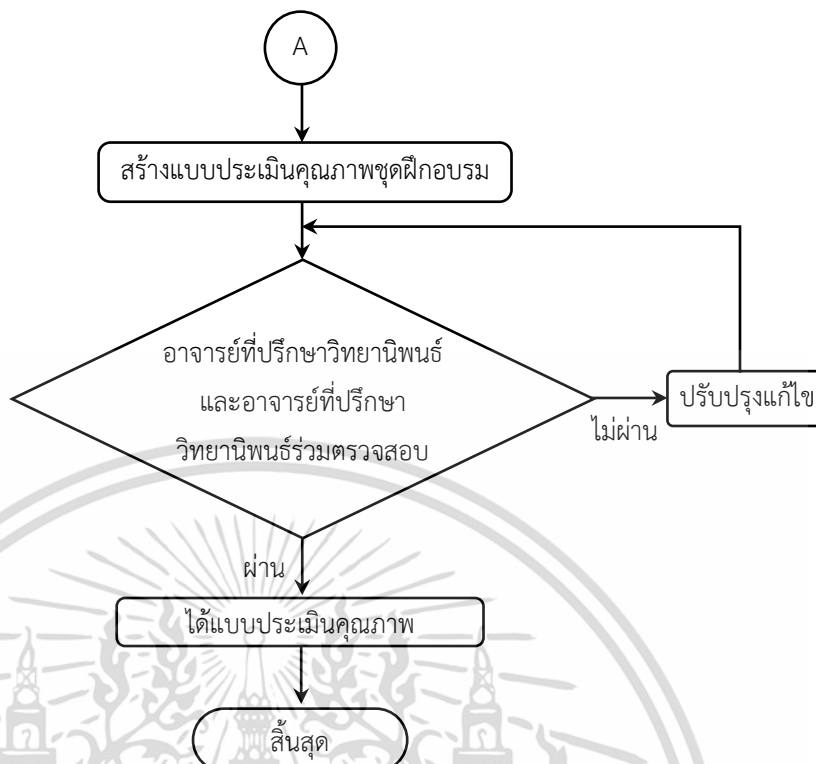 A
สร้างแบบประเมินคุณภาพชุดฝึกอบรม
อาจารย์ที่ปรึกษาวิทยานิพนธ์
และอาจารย์ที่ปรึกษา
วิทยานิพนธ์ร่วมตรวจสอบ
ไม่ผ่าน
ปรับปรุงแก้ไข
ผ่าน
ได้แบบประเมินคุณภาพ
สิ้นสุด